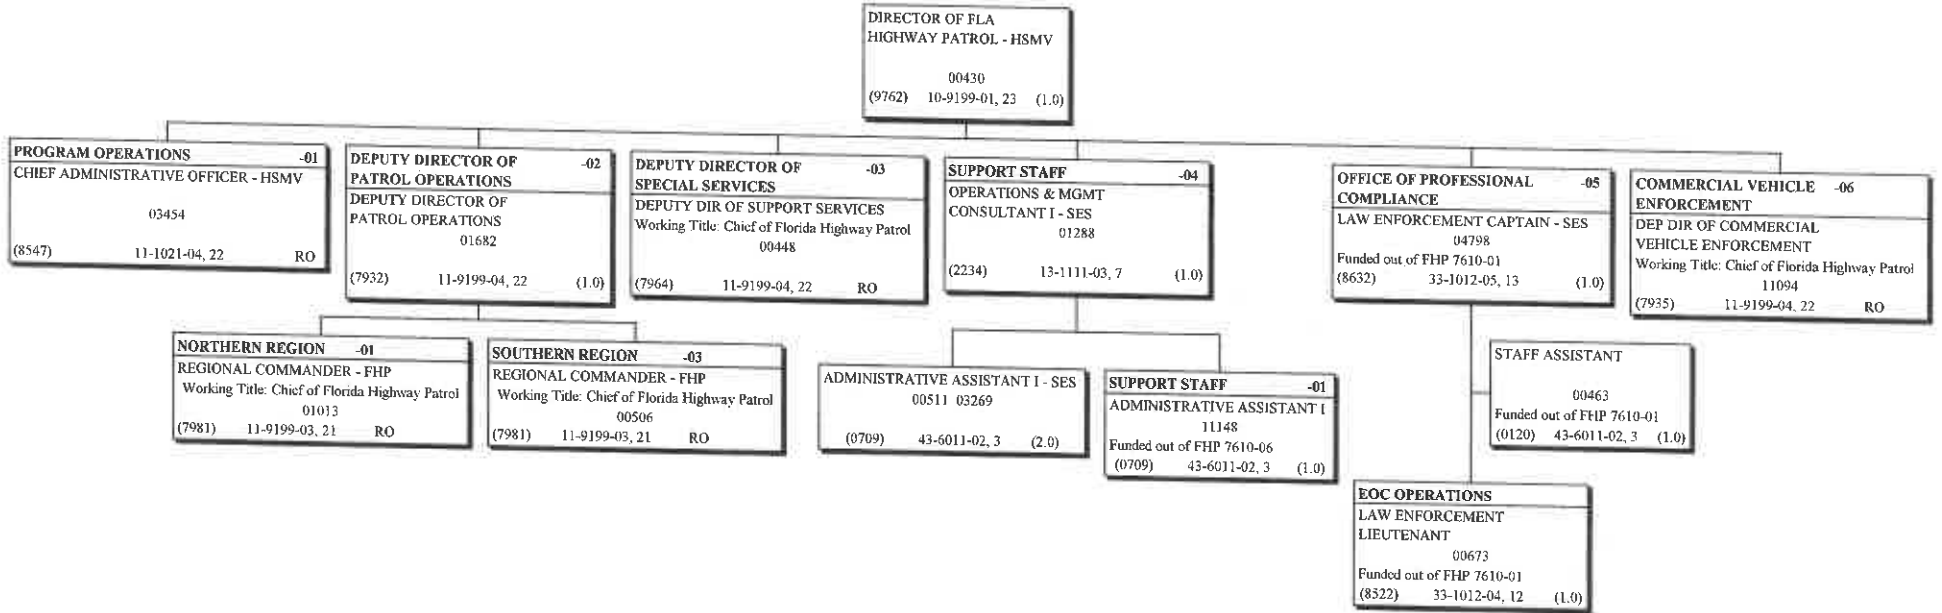 DIRECTOR OF FLA
HIGHWAY PATROL - HSMV
00430
(9762) 10-9199-01, 23 (1.0)
PROGRAM OPERATIONS -01
CHIEF ADMINISTRATIVE OFFICER - HSMV
03454
(8547) 11-1021-04, 22 RO
DEPUTY DIRECTOR OF -02
PATROL OPERATIONS
DEPUTY DIRECTOR OF
PATROL OPERATIONS
01682
(7932) 11-9199-04, 22 (1.0)
DEPUTY DIRECTOR OF -03
SPECIAL SERVICES
DEPUTY DIR OF SUPPORT SERVICES
Working Title: Chief of Florida Highway Patrol
00448
(7964) 11-9199-04, 22 RO
SUPPORT STAFF -04
OPERATIONS & MGMT
CONSULTANT I - SES
01288
(2234) 13-1111-03, 7 (1.0)
OFFICE OF PROFESSIONAL -05
COMPLIANCE
LAW ENFORCEMENT CAPTAIN - SES
04798
Funded out of FHP 7610-01
(8632) 33-1012-05, 13 (1.0)
COMMERCIAL VEHICLE -06
ENFORCEMENT
DEP DIR OF COMMERCIAL
VEHICLE ENFORCEMENT
Working Title: Chief of Florida Highway Patrol
11094
(7935) 11-9199-04, 22 RO
NORTHERN REGION -01
REGIONAL COMMANDER - FHP
Working Title: Chief of Florida Highway Patrol
01013
(7981) 11-9199-03, 21 RO
SOUTHERN REGION -03
REGIONAL COMMANDER - FHP
Working Title: Chief of Florida Highway Patrol
00506
(7981) 11-9199-03, 21 RO
ADMINISTRATIVE ASSISTANT I - SES
00511 03269
(0709) 43-6011-02, 3 (2.0)
SUPPORT STAFF -01
ADMINISTRATIVE ASSISTANT I
11148
Funded out of FHP 7610-06
(0709) 43-6011-02, 3 (1.0)
STAFF ASSISTANT
00463
Funded out of FHP 7610-01
(0120) 43-6011-02, 3 (1.0)
EOC OPERATIONS
LAW ENFORCEMENT
LIEUTENANT
00673
Funded out of FHP 7610-01
(8522) 33-1012-04, 12 (1.0)